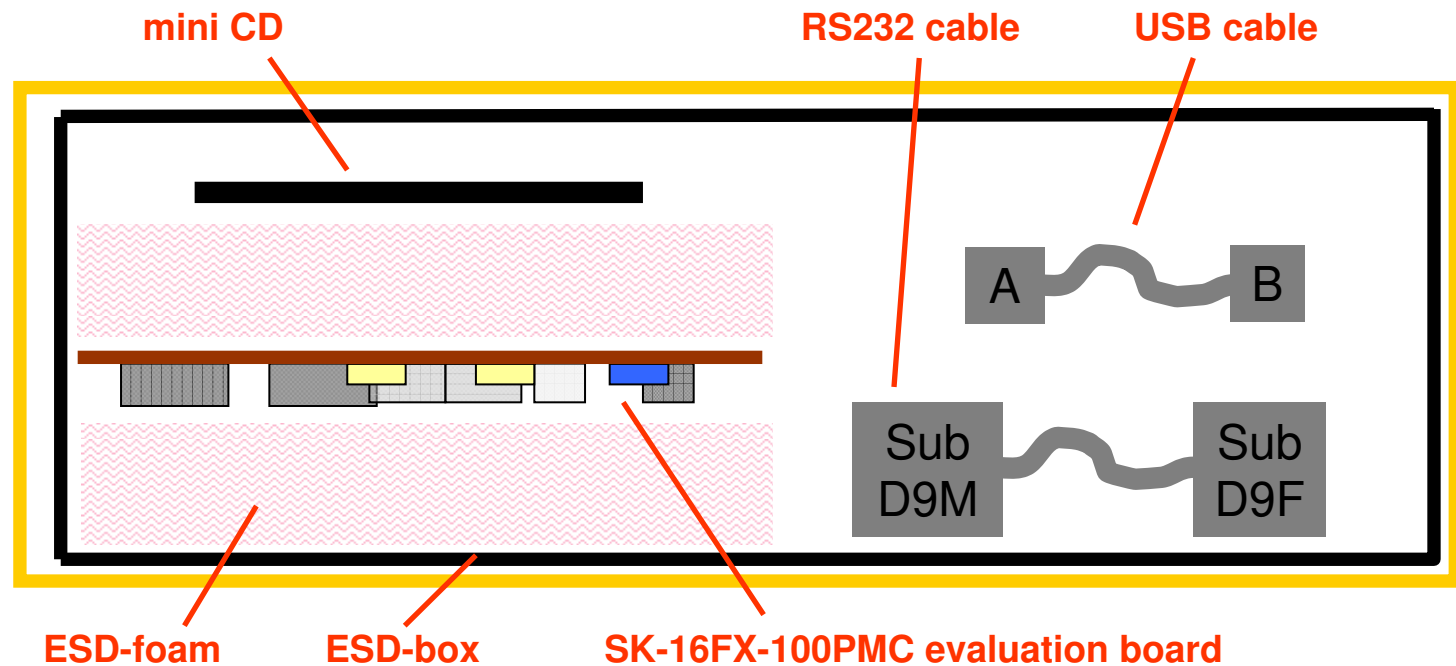 mini CD
RS232 cable
USB cable
A
B
Sub
D9M
Sub
D9F
ESD-foam
ESD-box
SK-16FX-100PMC evaluation board